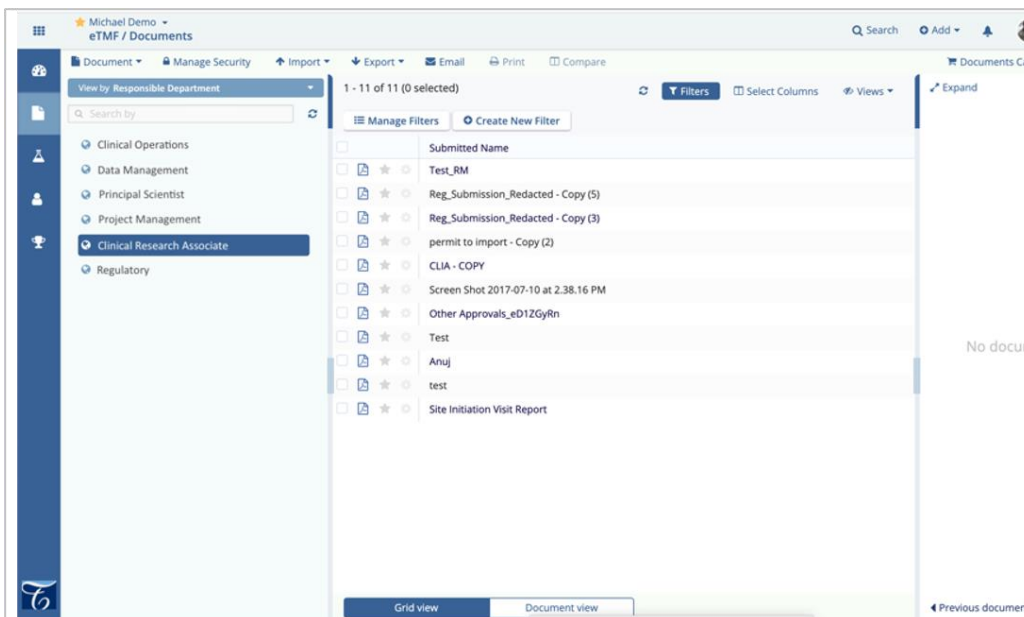 Michael Demo
eTMF / Documents
Search
Add
Document
Manage Security
Import
Export
Email
Print
Compare
Documents
View by Responsible Department
Search by
Clinical Operations
Data Management
Principal Scientist
Project Management
Clinical Research Associate
Regulatory
1 - 11 of 11 (0 selected)
Filters
Select Columns
Views
Manage Filters
Create New Filter
Submitted Name
Test_RM
Reg_Submission_Redacted - Copy (5)
Reg_Submission_Redacted - Copy (3)
permit to import - Copy (2)
CLIA - COPY
Screen Shot 2017-07-10 at 2.38.16 PM
Other Approvals_eD1ZGyRn
Test
Anuj
test
Site Initiation Visit Report
Grid view
Document view
Expand
No
Previous